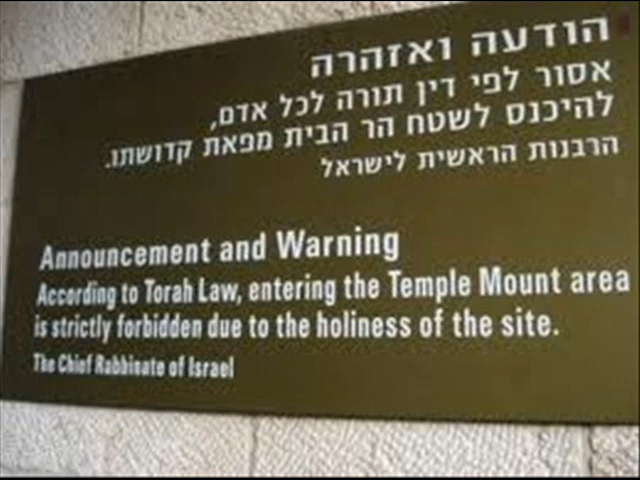 הודעה ואזהרה
אסור לפי דין תורה לכל אדם,
להיכנס לשטח הר הבית מפאת קדושתו.
הרבנות הראשית לישראל
Announcement and Warning
According to Torah Law, entering the Temple Mount area
is strictly forbidden due to the holiness of the site.
The Chief Rabbinate of Israel